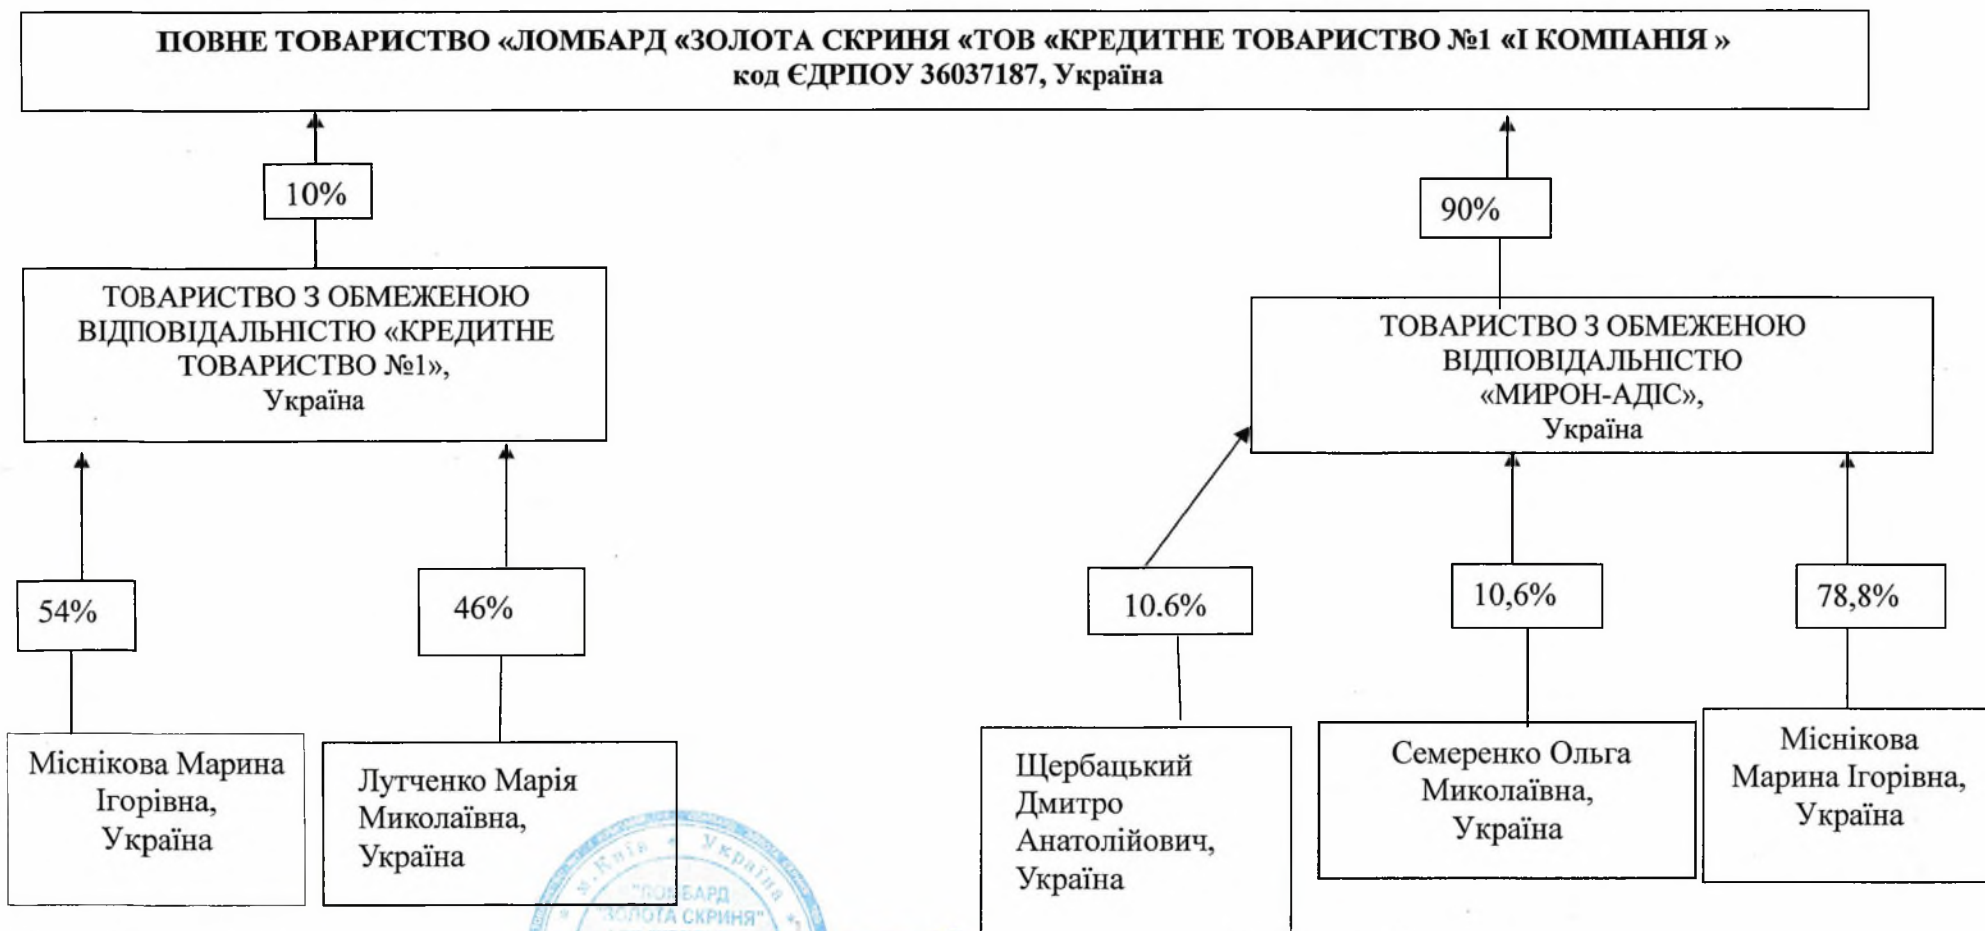 ПОВНЕ ТОВАРИСТВО «ЛОМБАРД «ЗОЛОТА СКРИНЯ «ТОВ «КРЕДИТНЕ ТОВАРИСТВО №1 «І КОМПАНІЯ »
код ЄДРПОУ 36037187, Україна
10%
90%
ТОВАРИСТВО З ОБМЕЖЕНОЮ
ВІДПОВІДАЛЬНІСТЮ «КРЕДИТНЕ
ТОВАРИСТВО №1»,
Україна
ТОВАРИСТВО З ОБМЕЖЕНОЮ
ВІДПОВІДАЛЬНІСТЮ
«МИРОН-АДІС»,
Україна
54%
46%
10.6%
10,6%
78,8%
Міснікова Марина
Ігорівна,
Україна
Лутченко Марія
Миколаївна,
Україна
Щербацький
Дмитро
Анатолійович,
Україна
Семеренко Ольга
Миколаївна,
Україна
Міснікова
Марина Ігорівна,
Україна
м.Київ * Україна *
"ЛОМБАРД
"ЗОЛОТА СКРИНЯ"